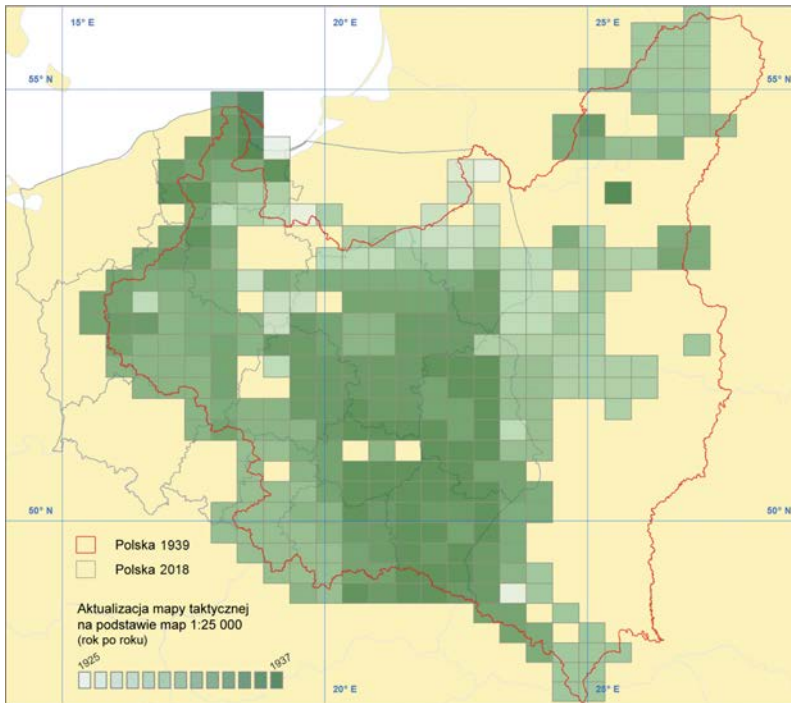 15° E 20° E 25° E
55° N 55° N
50° N 50° N
Polska 1939
Polska 2018
Aktualizacja mapy taktycznej
na podstawie map 1:25 000
(rok po roku)
1925 1937
20° E 25° E